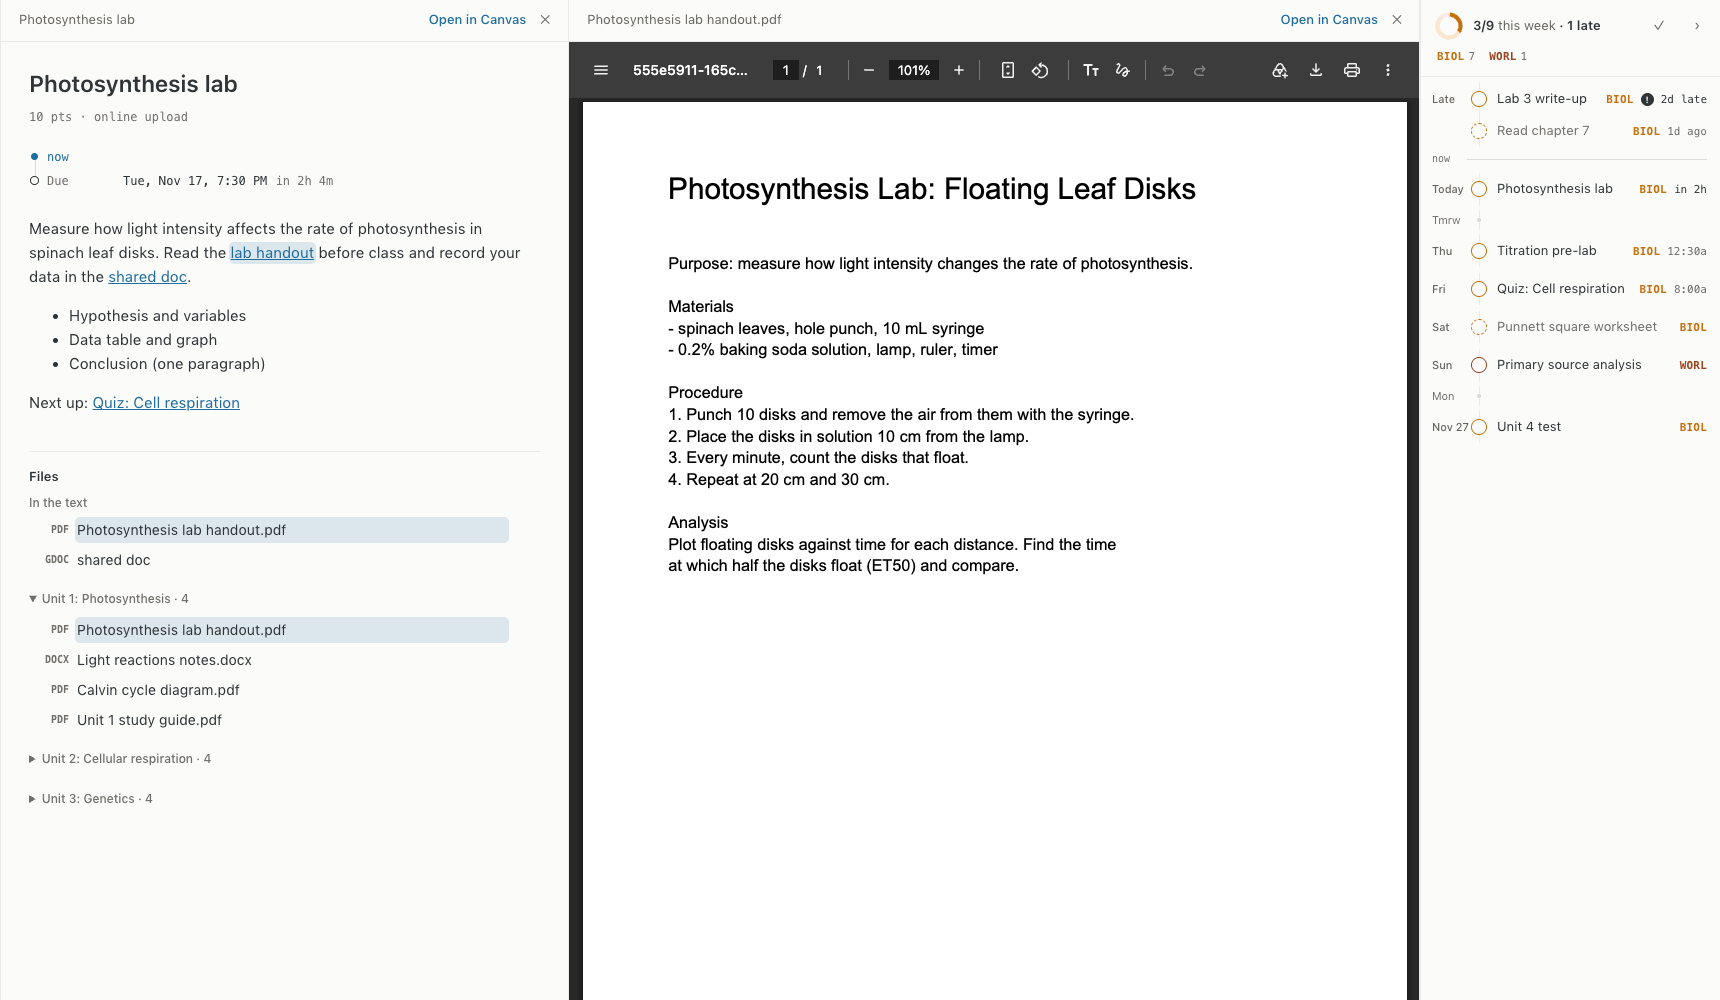 Photosynthesis lab
Open in Canvas
Photosynthesis lab
10 pts · online upload
now
Due Tue, Nov 17, 7:30 PM in 2h 4m
Measure how light intensity affects the rate of photosynthesis in
spinach leaf disks. Read the lab handout before class and record your
data in the shared doc.
• Hypothesis and variables
• Data table and graph
• Conclusion (one paragraph)
Next up: Quiz: Cell respiration
Files
In the text
PDF Photosynthesis lab handout.pdf
GDOC shared doc
Unit 1: Photosynthesis · 4
PDF Photosynthesis lab handout.pdf
DOCX Light reactions notes.docx
PDF Calvin cycle diagram.pdf
PDF Unit 1 study guide.pdf
Unit 2: Cellular respiration · 4
Unit 3: Genetics · 4
Photosynthesis lab handout.pdf
Open in Canvas
555e5911-165c... 1 / 1 101%
Photosynthesis Lab: Floating Leaf Disks
Purpose: measure how light intensity changes the rate of photosynthesis.
Materials
- spinach leaves, hole punch, 10 mL syringe
- 0.2% baking soda solution, lamp, ruler, timer
Procedure
1. Punch 10 disks and remove the air from them with the syringe.
2. Place the disks in solution 10 cm from the lamp.
3. Every minute, count the disks that float.
4. Repeat at 20 cm and 30 cm.
Analysis
Plot floating disks against time for each distance. Find the time
at which half the disks float (ET50) and compare.
3/9 this week · 1 late
BIOL 7 WORL 1
Late Lab 3 write-up BIOL ! 2d late
Read chapter 7 BIOL 1d ago
now
Today Photosynthesis lab BIOL in 2h
Tmrw
Thu Titration pre-lab BIOL 12:30a
Fri Quiz: Cell respiration BIOL 8:00a
Sat Punnett square worksheet BIOL
Sun Primary source analysis WORL
Mon
Nov 27 Unit 4 test BIOL